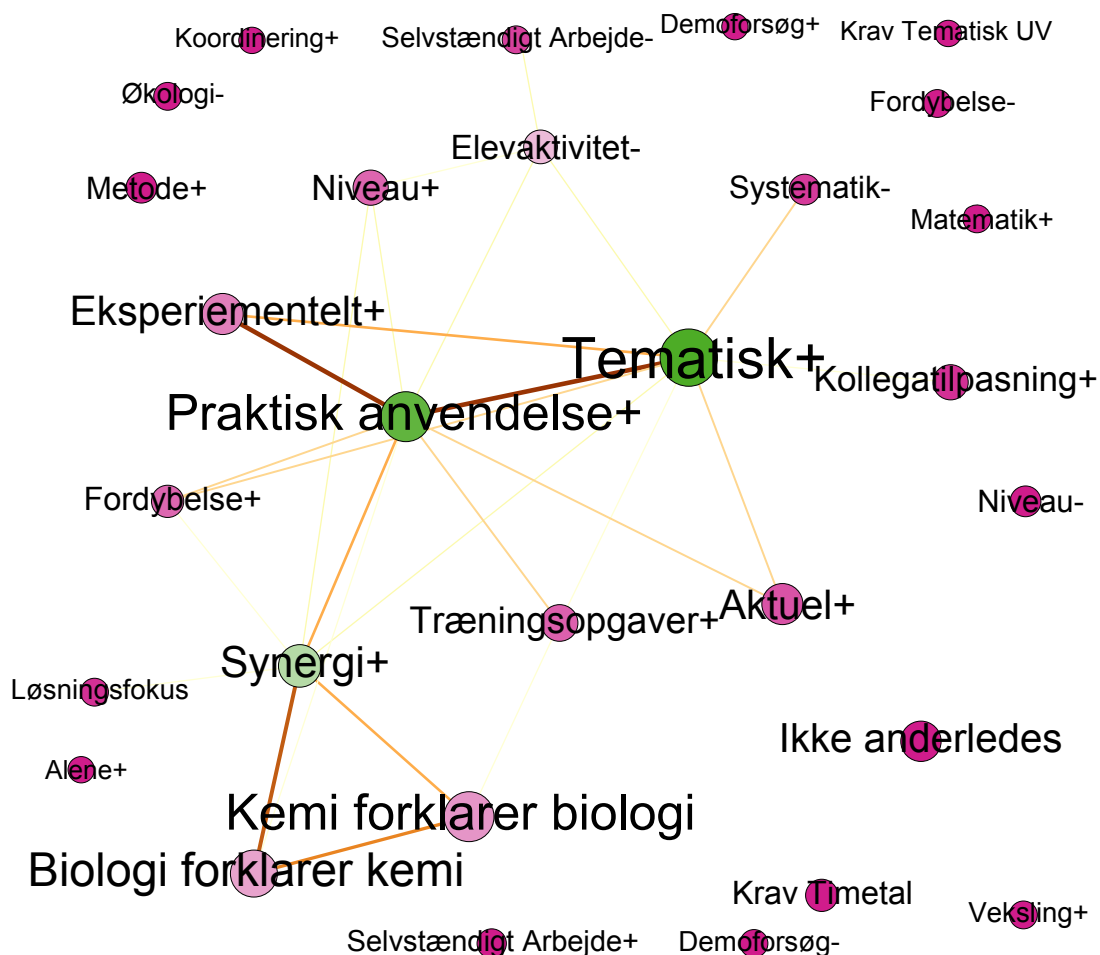 Koordinering+
Selvstændigt Arbejde-
Demoforsøg+
Krav Tematisk UV
Økologi-
Fordybelse-
Elevaktivitet-
Metode+
Niveau+
Systematik-
Matematik+
Eksperiementelt+
Tematisk+
Kollegatilpasning+
Praktisk anvendelse+
Fordybelse+
Niveau-
Træningsopgaver+
Aktuel+
Synergi+
Løsningsfokus
Ikke anderledes
Alene+
Kemi forklarer biologi
Biologi forklarer kemi
Krav Timetal
Veksling+
Selvstændigt Arbejde+
Demoforsøg-